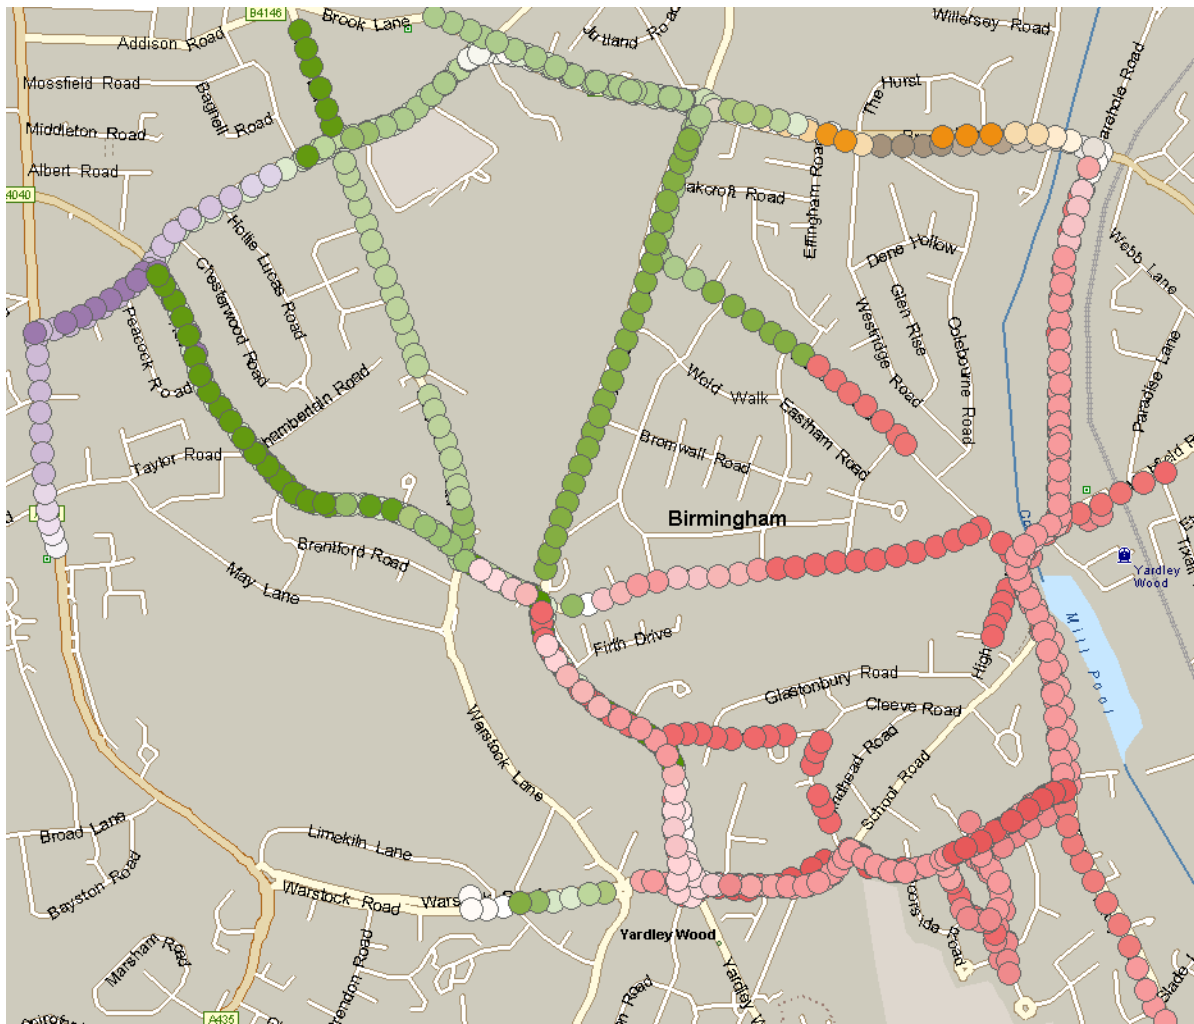 B4146
Brook Lane
Jutland Road
Willersey Road
Addison Road
Mossfield Road
Bagnell Road
The Hurst
Middleton Road
Albert Road
4040
akcroft Road
Effingham Road
Hollie Lucas Road
Dene Hollow
Webb Lane
Chesterwood Road
Glen Rise
Westridge Road
Colebourne Road
Peacock Road
Paradise Lane
Wold Walk
Eastham Road
hamberlain Road
Bromwall Road
Taylor Road
Birmingham
Brentford Road
May Lane
Yardley
Wood
Mill Pool
Firth Drive
High
Glastonbury Road
Cleeve Road
Warstock Lane
School Road
Broad Lane
Limekiln Lane
Bayston Road
Warstock Road
Yardley Wood
Marsham Road
A435